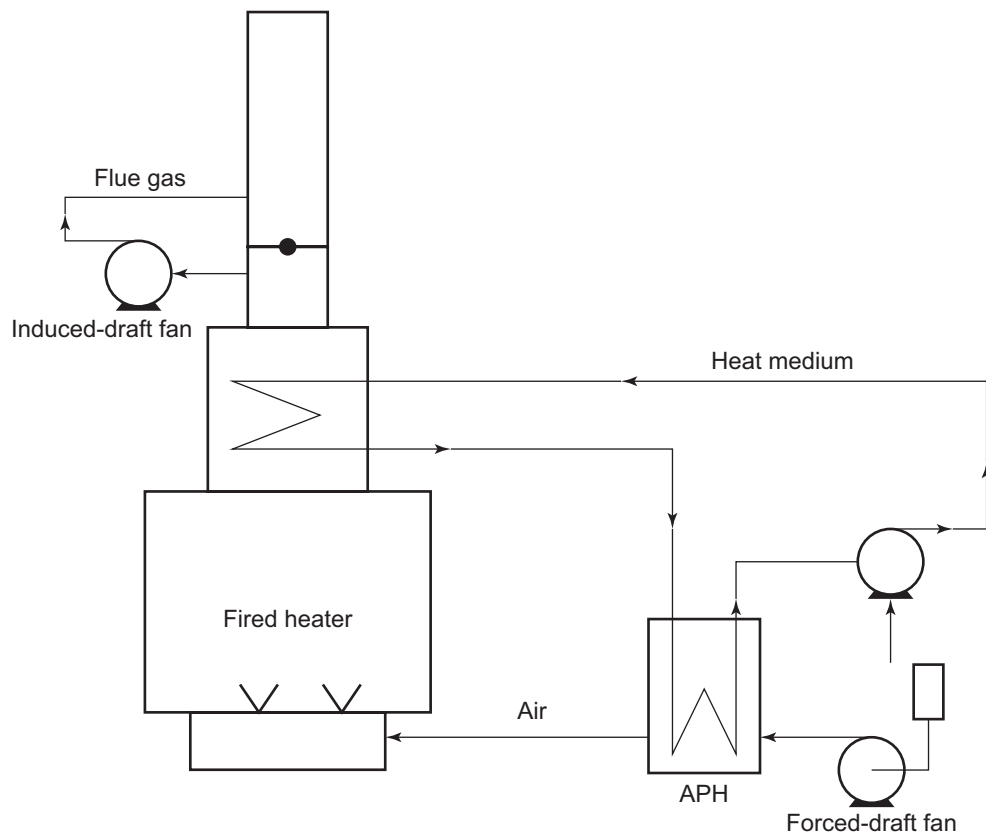 Flue gas
Induced-draft fan
Heat medium
Fired heater
Air
APH
Forced-draft fan